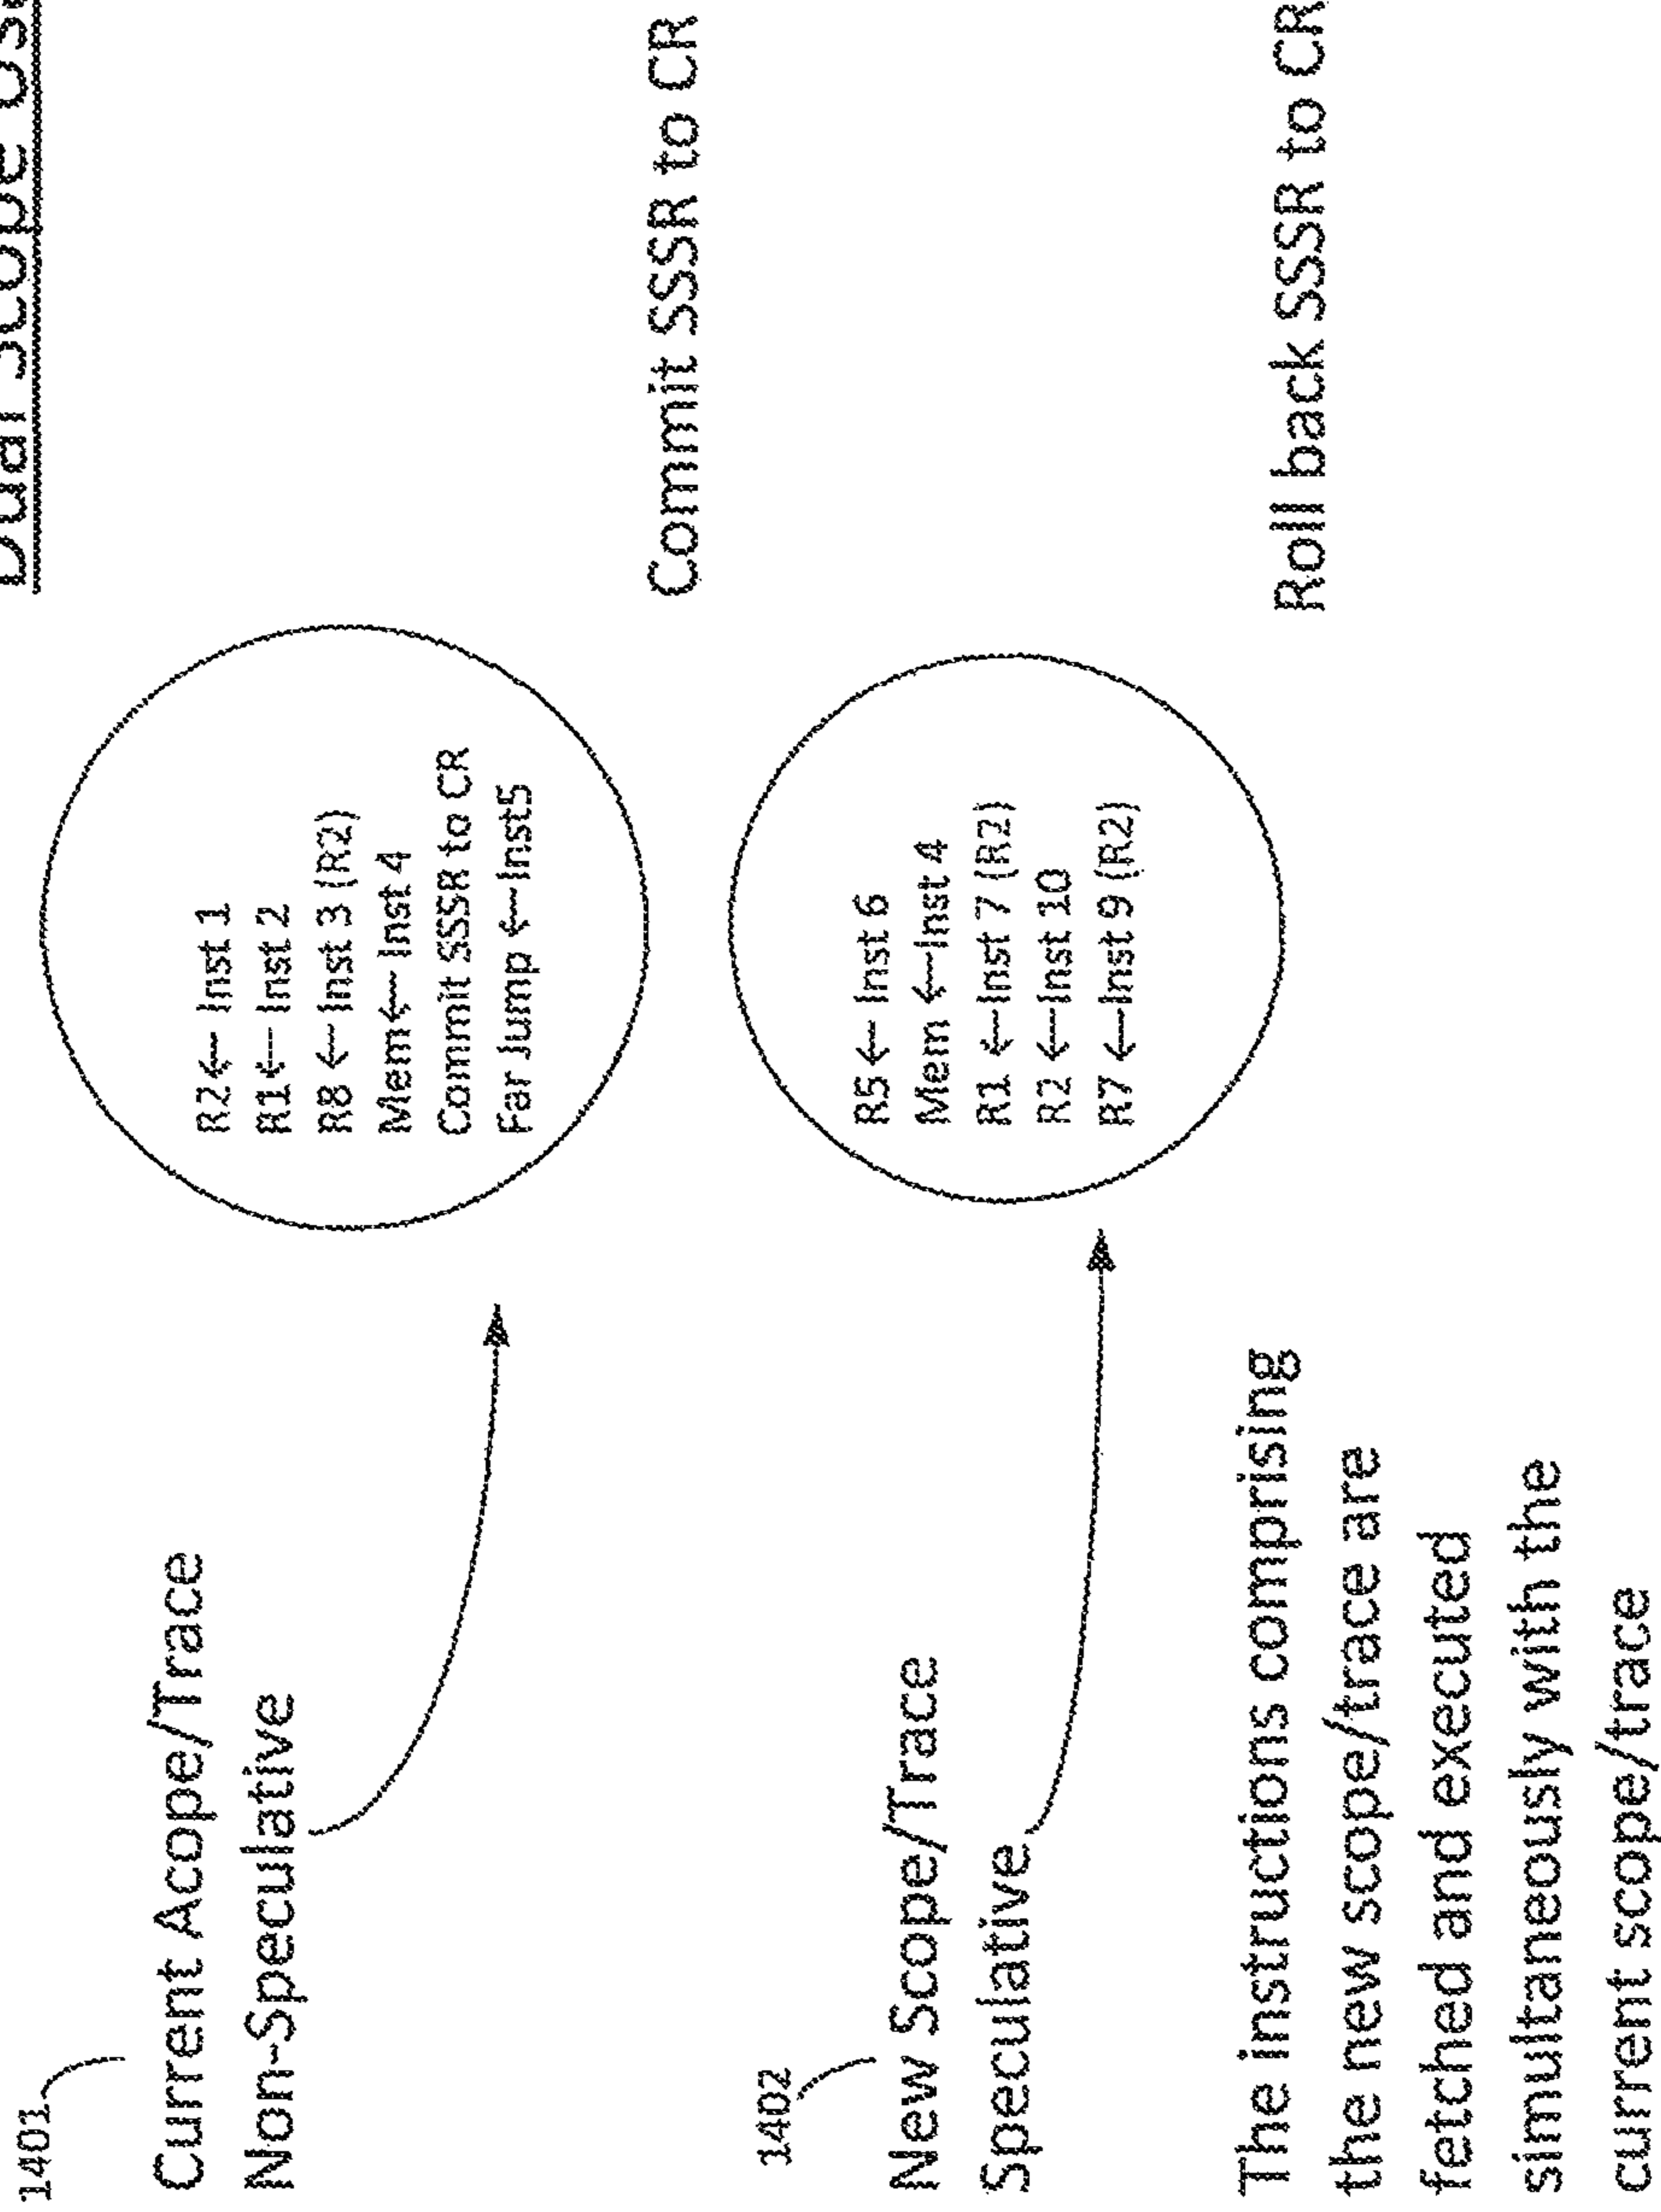 Dual Scope
1401
Current Acope/Trace
Non-Speculative
R2← Inst 1
R1← Inst 2
R8 ←Inst 3 (R2)
Mem← Inst 4
Commit SSSR to CR
Far Jump ←Inst5
Commit SSSR to CR
1402
New Scope/Trace
Speculative
R5← Inst 6
Mem ←Inst 4
R1 ←Inst 7 (R2)
R2 ←Inst 10
R7 ←Inst 9 (R2)
Roll back SSSR to CR
The instructions comprising
the new scope/trace are
fetched and executed
simultaneously with the
current scope/trace